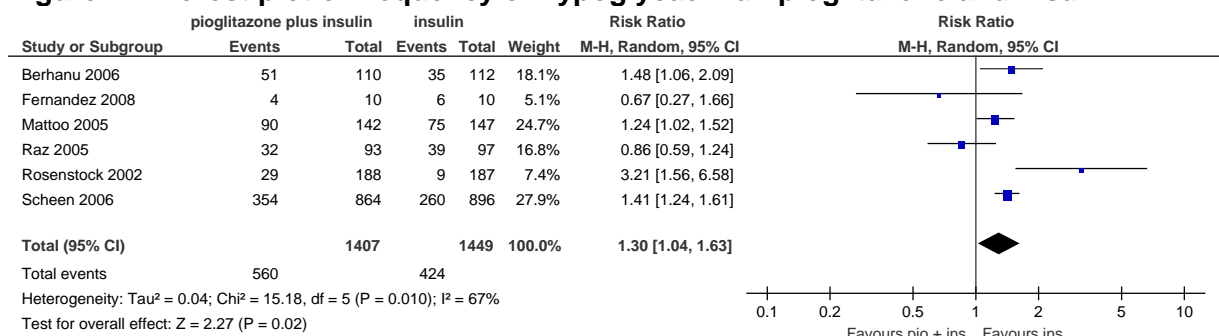 pioglitazone plus insulin insulin Risk Ratio Risk Ratio
Study or Subgroup Events Total Events Total Weight M-H, Random, 95% CI M-H, Random, 95% CI
Berhanu 2006 51 110 35 112 18.1% 1.48 [1.06, 2.09]
Fernandez 2008 4 10 6 10 5.1% 0.67 [0.27, 1.66]
Mattoo 2005 90 142 75 147 24.7% 1.24 [1.02, 1.52]
Raz 2005 32 93 39 97 16.8% 0.86 [0.59, 1.24]
Rosenstock 2002 29 188 9 187 7.4% 3.21 [1.56, 6.58]
Scheen 2006 354 864 260 896 27.9% 1.41 [1.24, 1.61]
Total (95% CI) 1407 1449 100.0% 1.30 [1.04, 1.63]
Total events 560 424
Heterogeneity: Tau² = 0.04; Chi² = 15.18, df = 5 (P = 0.010); I² = 67%
Test for overall effect: Z = 2.27 (P = 0.02)
0.1 0.2 0.5 1 2 5 10
Favours pio + ins Favours ins